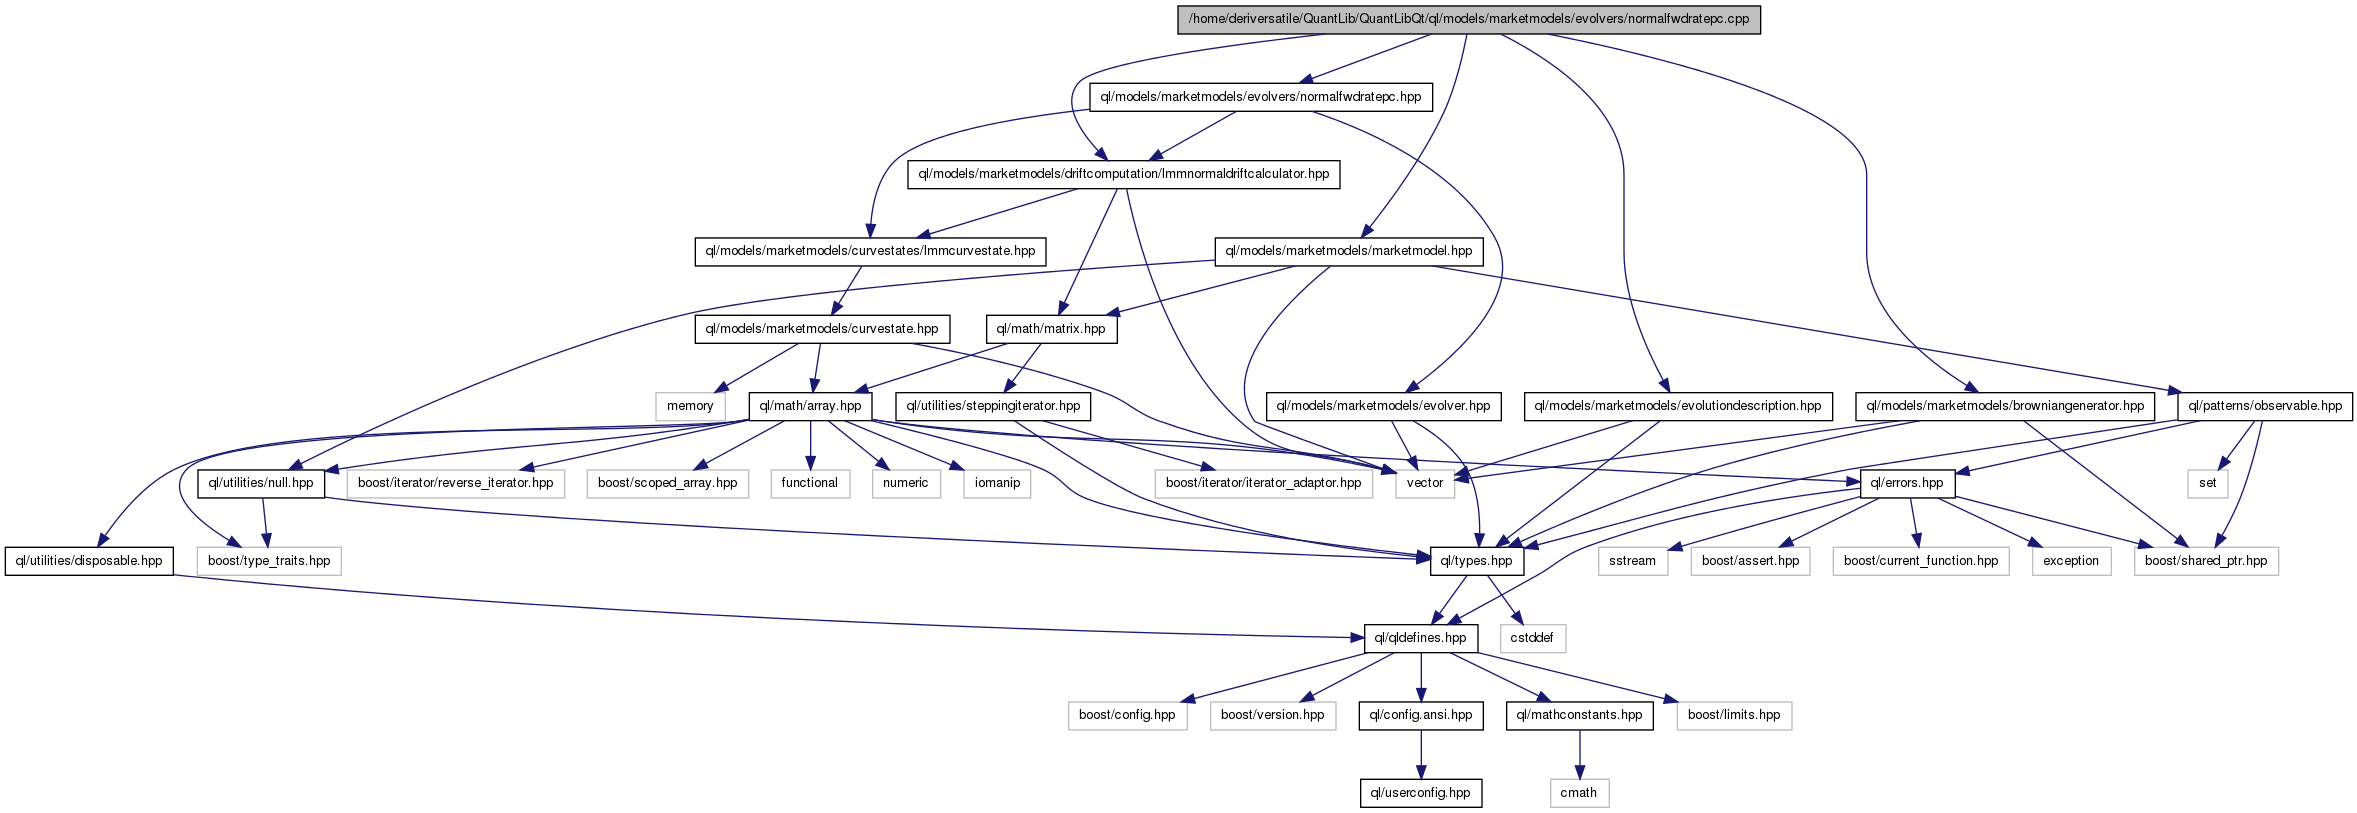 /home/deriversatile/QuantLib/QuantLibQt/ql/models/marketmodels/evolvers/normalfwdratepc.cpp
ql/models/marketmodels/evolvers/normalfwdratepc.hpp
ql/models/marketmodels/driftcomputation/lmmnormaldriftcalculator.hpp
ql/models/marketmodels/curvestates/lmmcurvestate.hpp
ql/models/marketmodels/marketmodel.hpp
ql/models/marketmodels/curvestate.hpp
ql/math/matrix.hpp
memory
ql/math/array.hpp
ql/utilities/steppingiterator.hpp
ql/models/marketmodels/evolver.hpp
ql/models/marketmodels/evolutiondescription.hpp
ql/models/marketmodels/browniangenerator.hpp
ql/patterns/observable.hpp
ql/utilities/null.hpp
boost/iterator/reverse_iterator.hpp
boost/scoped_array.hpp
functional
numeric
iomanip
boost/iterator/iterator_adaptor.hpp
vector
ql/errors.hpp
set
ql/utilities/disposable.hpp
boost/type_traits.hpp
ql/types.hpp
sstream
boost/assert.hpp
boost/current_function.hpp
exception
boost/shared_ptr.hpp
ql/qldefines.hpp
cstddef
boost/config.hpp
boost/version.hpp
ql/config.ansi.hpp
ql/mathconstants.hpp
boost/limits.hpp
ql/userconfig.hpp
cmath